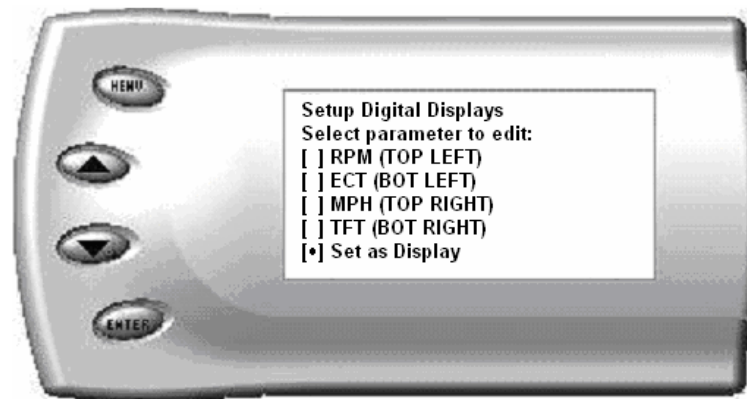 MENU
Setup Digital Displays
Select parameter to edit:
[ ] RPM (TOP LEFT)
[ ] ECT (BOT LEFT)
[ ] MPH (TOP RIGHT)
[ ] TFT (BOT RIGHT)
[•] Set as Display
ENTER